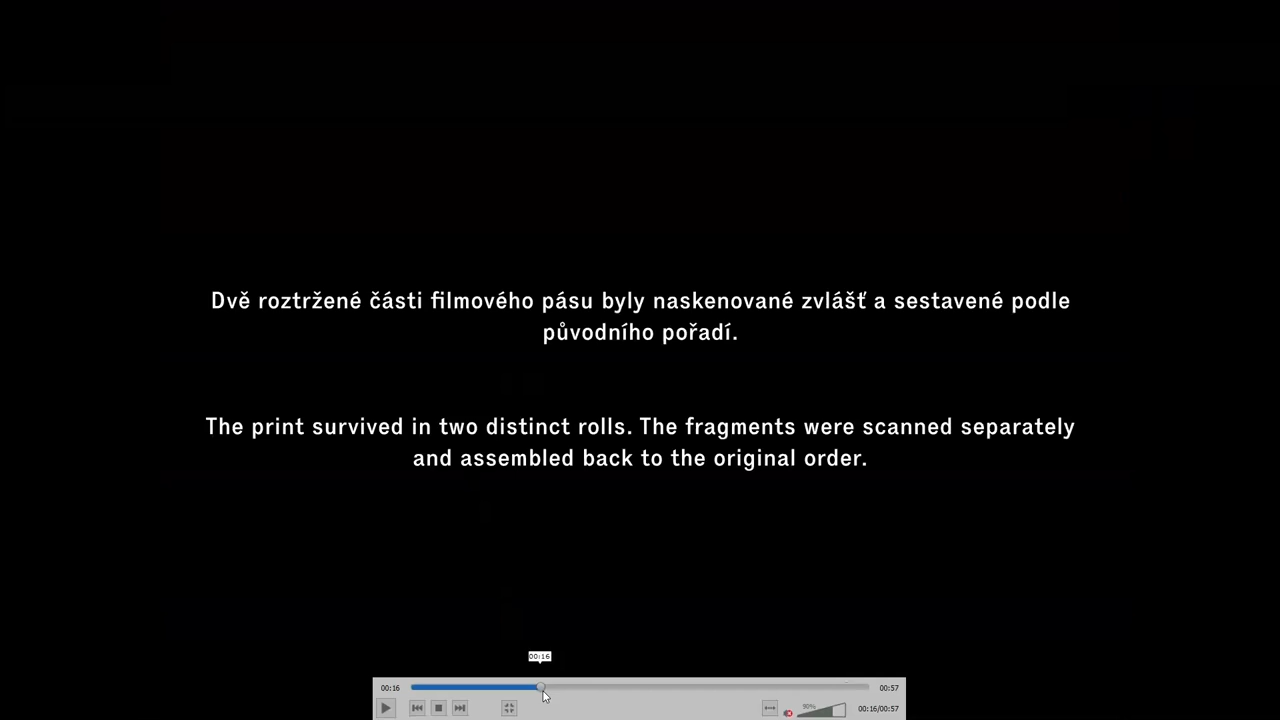 Dvě roztržené části filmového pásu byly naskenované zvlášť a sestavené podle
původního pořadí.
The print survived in two distinct rolls. The fragments were scanned separately
and assembled back to the original order.
00:16
00:16
00:57
90%
00:16/00:57